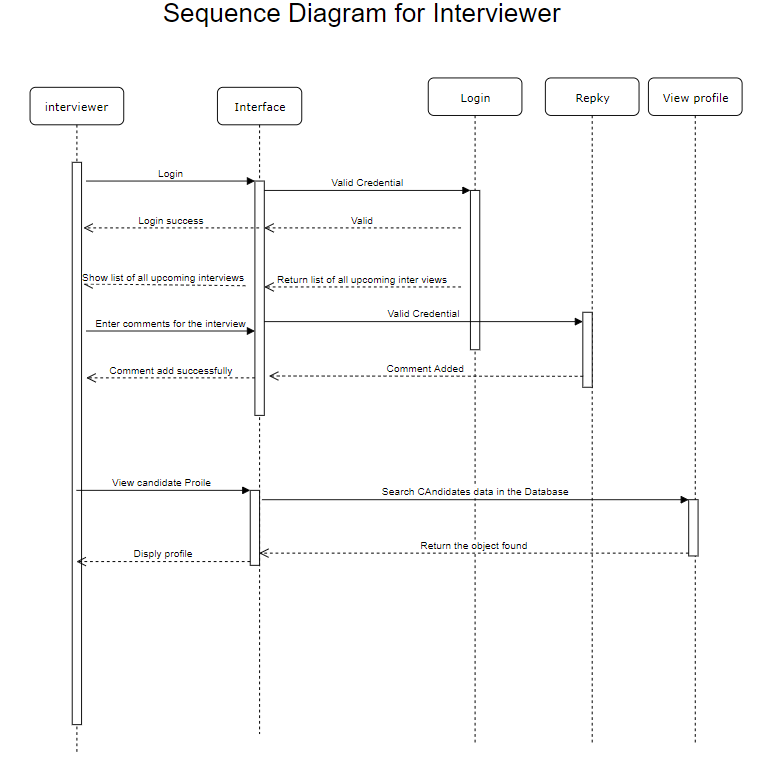 Sequence Diagram for Interviewer
interviewer
Interface
Login
Repky
View profile
Login
Valid Credential
Login success
Valid
Show list of all upcoming interviews
Return list of all upcoming inter views
Valid Credential
Enter comments for the interview
Comment add successfully
Comment Added
View candidate Proile
Search CAndidates data in the Database
Return the object found
Disply profile